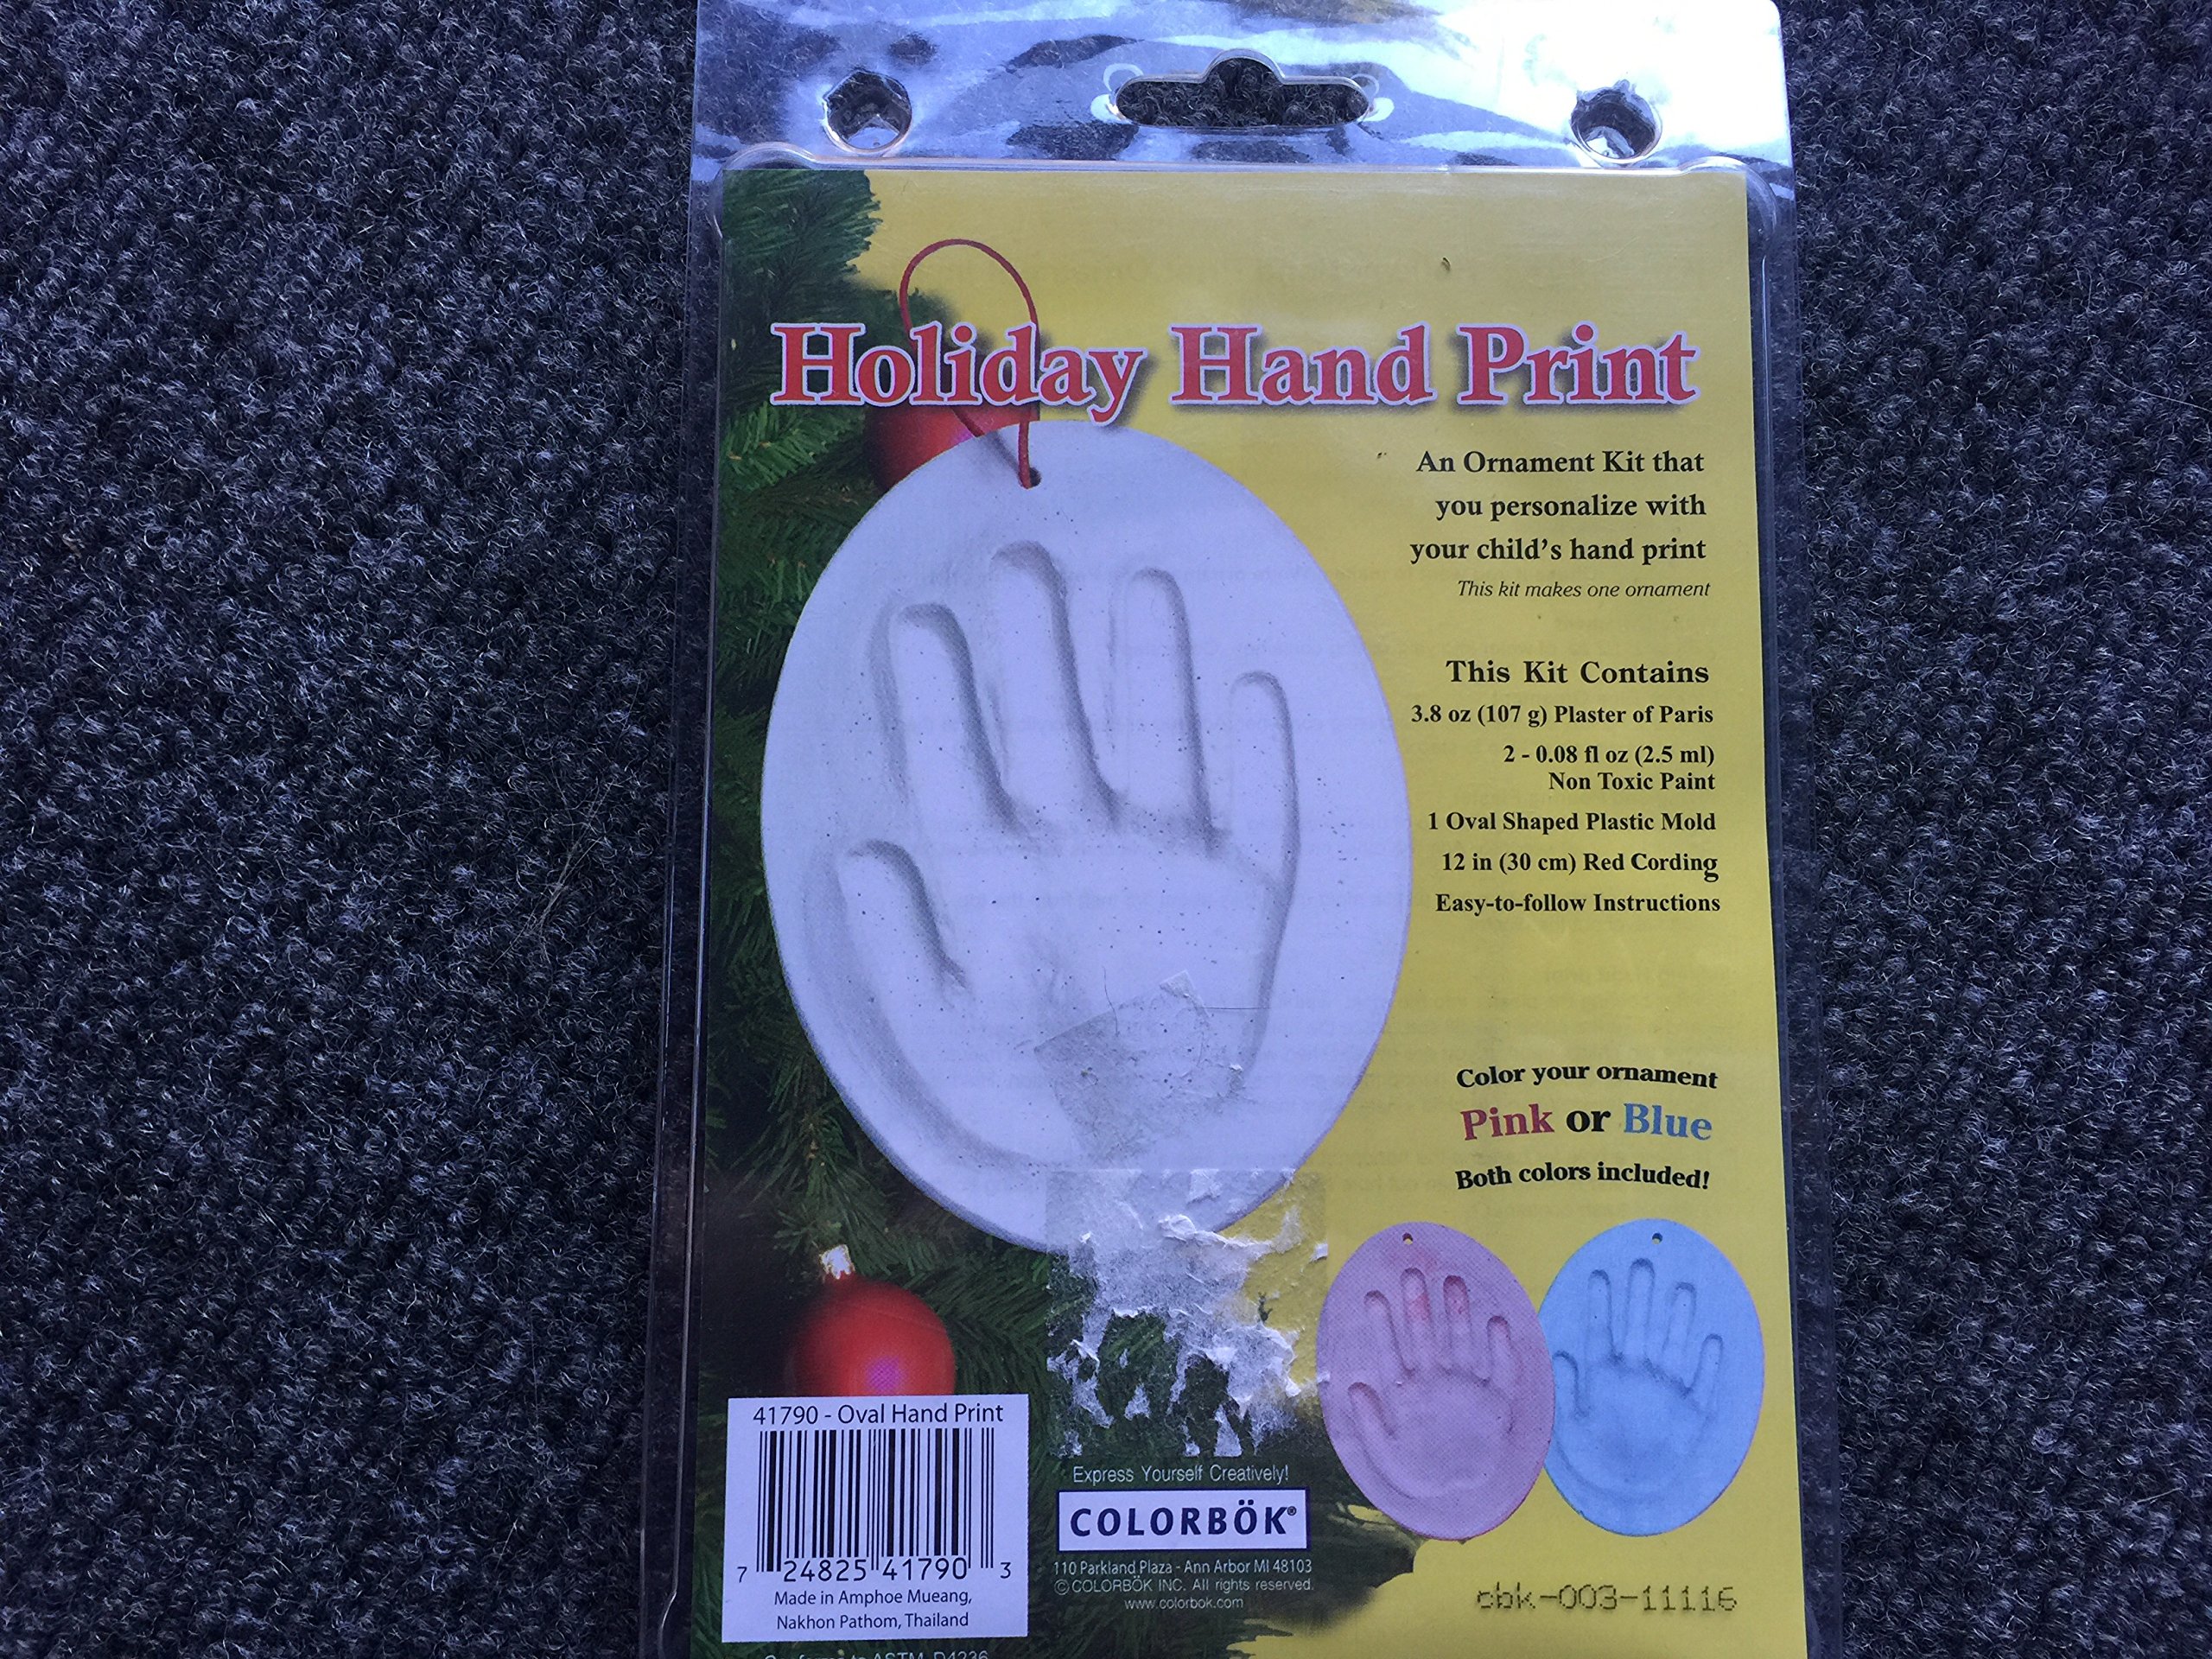 Holiday Hand Print
An Ornament Kit that
you personalize with
your child's hand print
This kit makes one ornament
This Kit Contains
3.8 oz (107 g) Plaster of Paris
2 - 0.08 fl oz (2.5 ml)
Non Toxic Paint
1 Oval Shaped Plastic Mold
12 in (30 cm) Red Cording
Easy-to-follow Instructions
Color your ornament
Pink or Blue
Both colors included!
41790 - Oval Hand Print
7 24825 41790 3
Made in Amphoe Mueang,
Nakhon Pathom, Thailand
Express Yourself Creatively!
COLORBÖK®
110 Parkland Plaza - Ann Arbor MI 48103
©COLORBÖK INC. All rights reserved.
www.colorbok.com
cbk-003-11116
Conforms to ASTM D4236